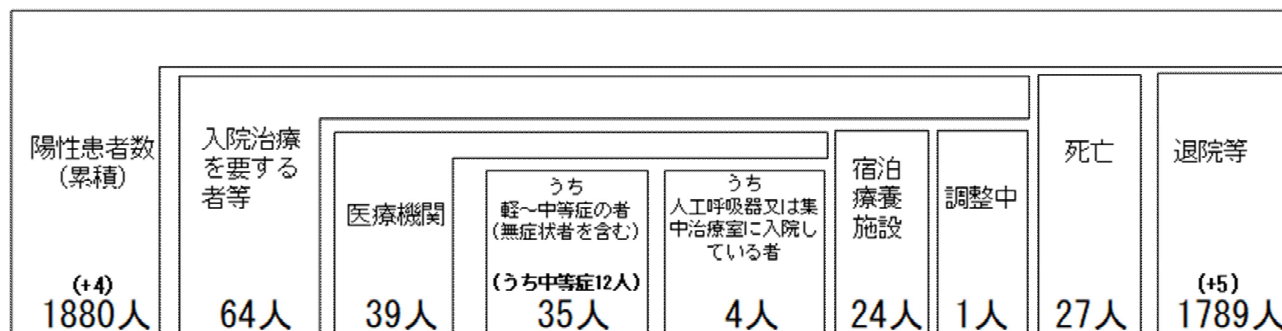 陽性患者数
(累積)
(+4)
1880人
入院治療
を要する
者等
64人
医療機関
39人
うち
軽～中等症の者
(無症状者を含む)
(うち中等症12人)
35人
うち
人工呼吸器又は集
中治療室に入院し
ている者
4人
宿泊
療養
施設
24人
調整中
1人
死亡
27人
退院等
(+5)
1789人